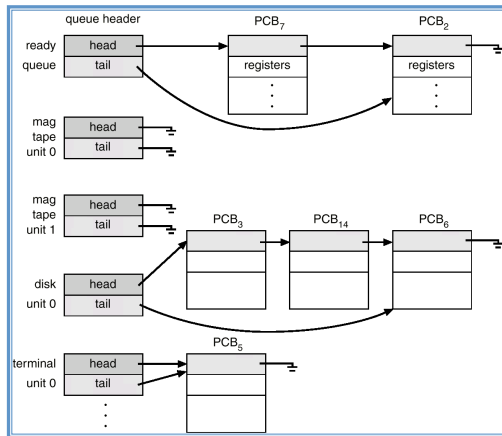 queue header
PCB7
PCB2
ready
queue
head
tail
registers
registers
mag
tape
unit 0
head
tail
mag
tape
unit 1
head
tail
PCB3
PCB14
PCB6
disk
unit 0
head
tail
PCB5
terminal
unit 0
head
tail